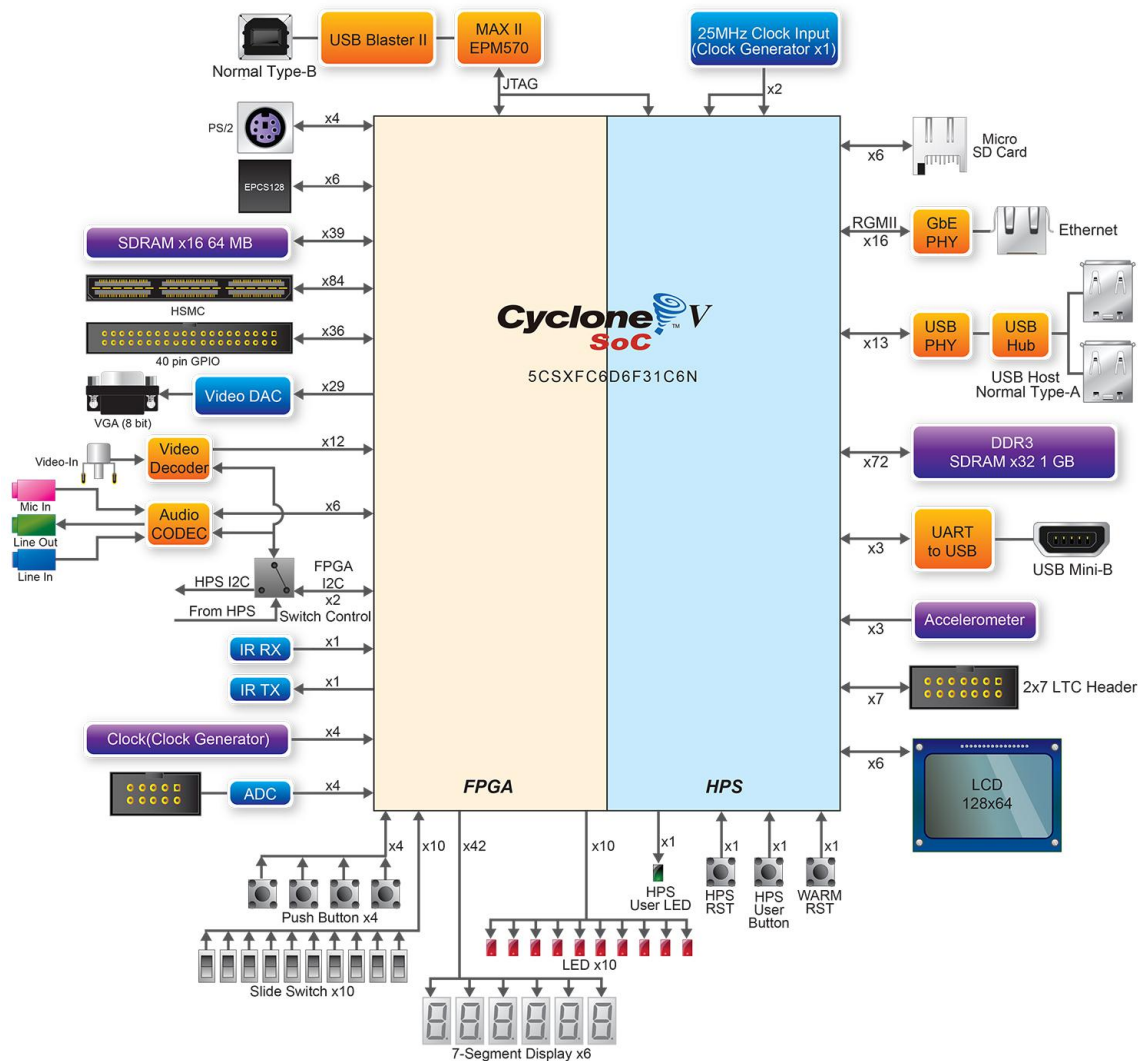 Normal Type-B
USB Blaster II
MAX II
EPM570
JTAG
25MHz Clock Input
(Clock Generator x1)
x2
PS/2
x4
EPCS128
x6
SDRAM x16 64 MB
x39
HSMC
x84
40 pin GPIO
x36
VGA (8 bit)
Video DAC
x29
Video-In
Video
Decoder
x12
Mic In
Line Out
Line In
Audio
CODEC
x6
HPS I2C
From HPS
FPGA
I2C
x2
Switch Control
IR RX
x1
IR TX
x1
Clock(Clock Generator)
x4
ADC
x4
Cyclone V
TM
SoC
5CSXFC6D6F31C6N
FPGA
HPS
x6
Micro
SD Card
RGMII
x16
GbE
PHY
Ethernet
x13
USB
PHY
USB
Hub
USB Host
Normal Type-A
x72
DDR3
SDRAM x32 1 GB
x3
UART
to USB
USB Mini-B
x3
Accelerometer
x7
2x7 LTC Header
x6
LCD
128x64
x4
Push Button x4
x10
Slide Switch x10
x42
7-Segment Display x6
x10
LED x10
x1
HPS
User LED
x1
HPS
RST
x1
HPS
User
Button
x1
WARM
RST